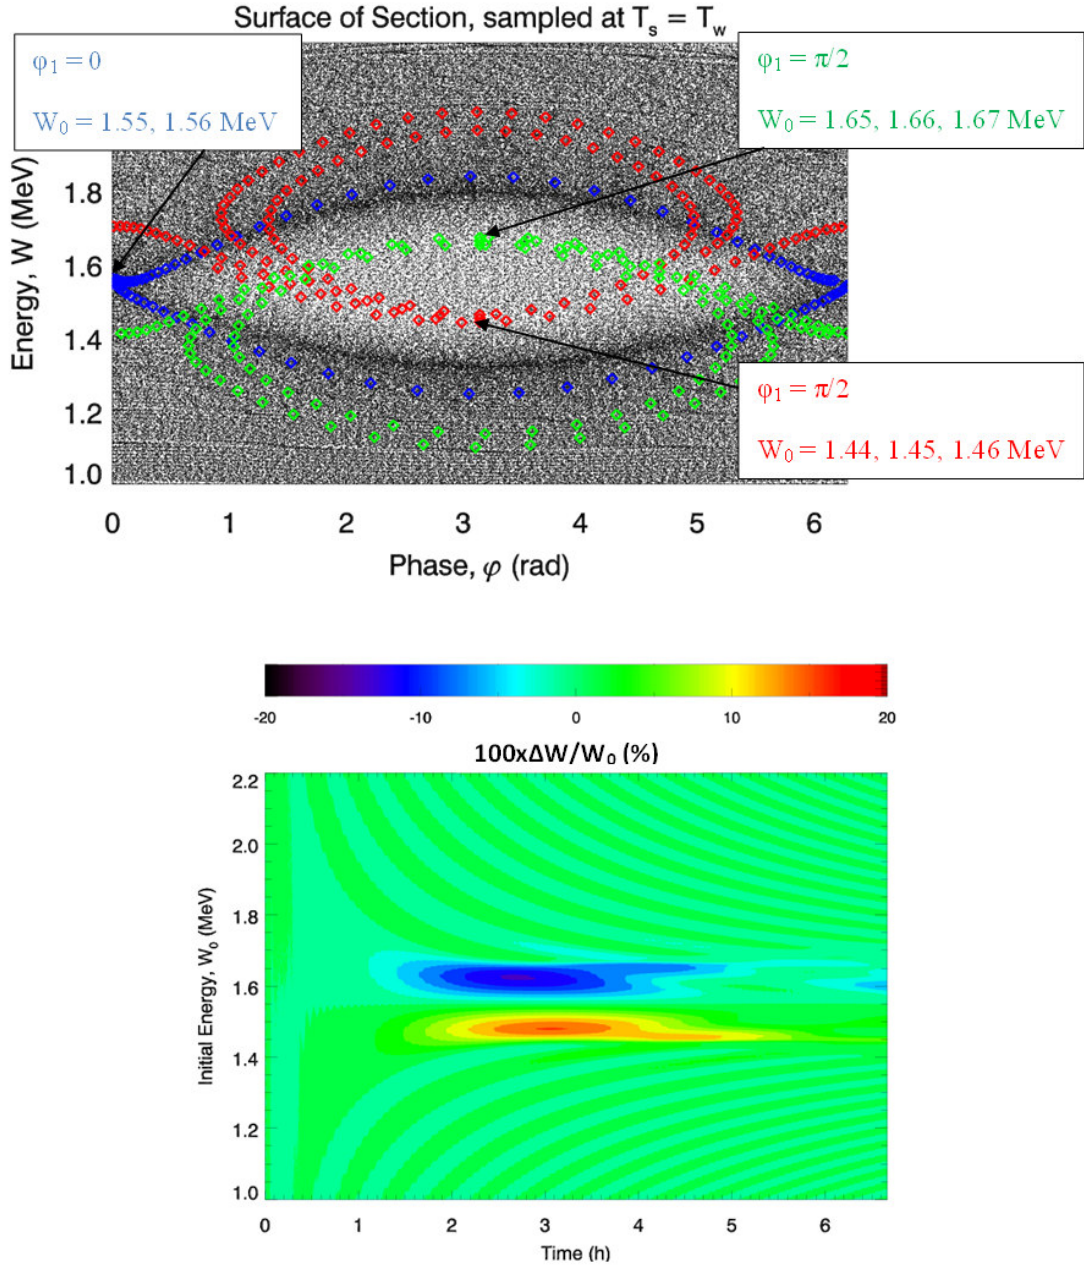 Surface of Section, sampled at Tₛ = T_w
φ₁ = 0
W₀ = 1.55, 1.56 MeV
φ₁ = π/2
W₀ = 1.65, 1.66, 1.67 MeV
Energy, W (MeV)
1.8
1.6
1.4
1.2
1.0
φ₁ = π/2
W₀ = 1.44, 1.45, 1.46 MeV
0 1 2 3 4 5 6
Phase, φ (rad)
-20 -10 0 10 20
100xΔW/W₀ (%)
Initial Energy, W₀ (MeV)
2.2
2.0
1.8
1.6
1.4
1.2
1.0
0 1 2 3 4 5 6
Time (h)